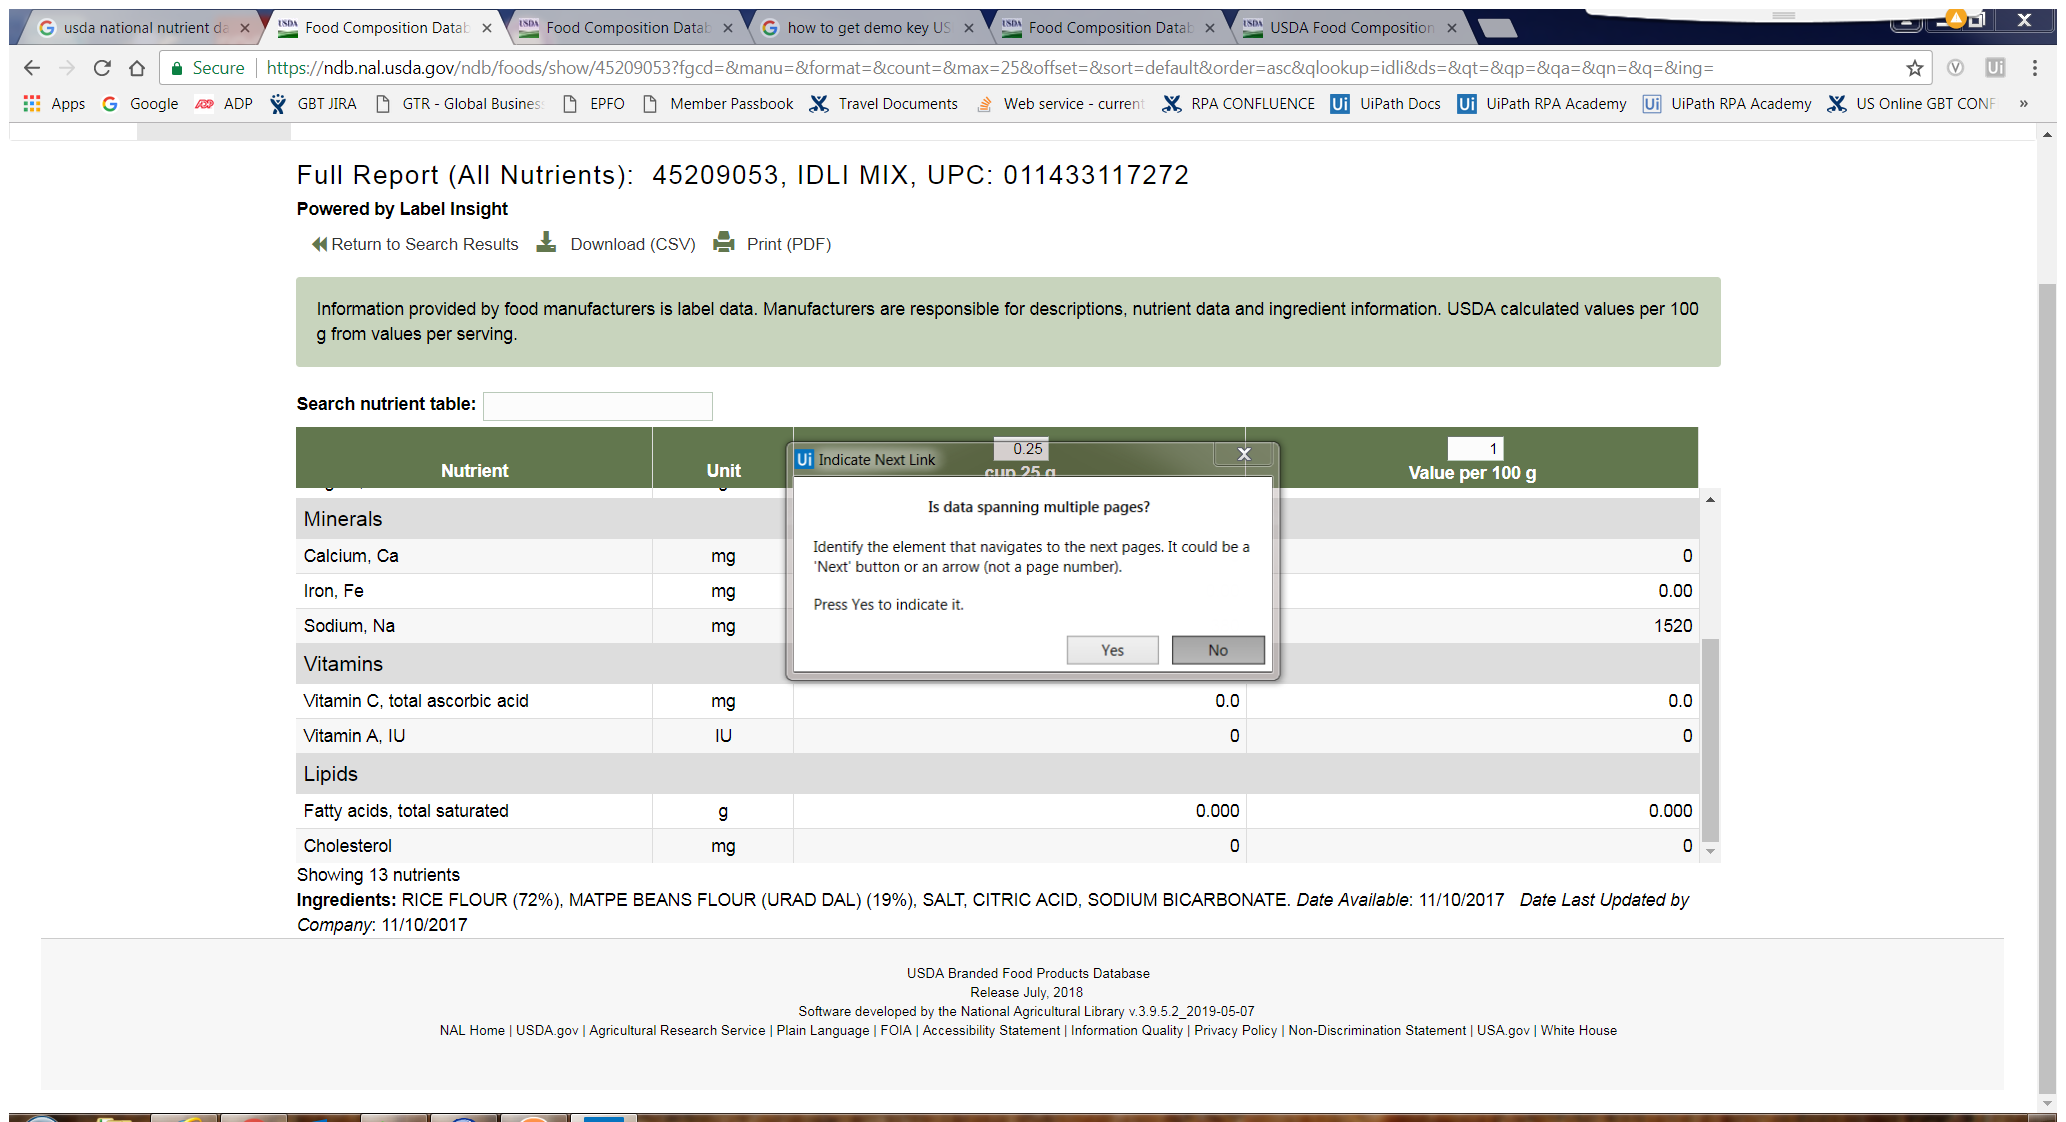 usda national nutrient da
Food Composition Datab
Food Composition Datab
how to get demo key US
Food Composition Datab
USDA Food Composition
Secure
https://ndb.nal.usda.gov/ndb/foods/show/45209053?fgcd=&manu=&format=&count=&max=25&offset=&sort=default&order=asc&qlookup=idli&ds=&qt=&qp=&qa=&qn=&q=&ing=
Apps Google ADP GBT JIRA GTR - Global Busines EPFO Member Passbook Travel Documents Web service - current RPA CONFLUENCE UiPath Docs UiPath RPA Academy UiPath RPA Academy US Online GBT CONF »
Full Report (All Nutrients): 45209053, IDLI MIX, UPC: 011433117272
Powered by Label Insight
Return to Search Results Download (CSV) Print (PDF)
Information provided by food manufacturers is label data. Manufacturers are responsible for descriptions, nutrient data and ingredient information. USDA calculated values per 100
g from values per serving.
Search nutrient table:
Nutrient Unit 0.25 cup 25 g 1 Value per 100 g
Ui Indicate Next Link
Is data spanning multiple pages?
Identify the element that navigates to the next pages. It could be a
'Next' button or an arrow (not a page number).
Press Yes to indicate it.
Yes No
Minerals
Calcium, Ca mg 0
Iron, Fe mg 0.00
Sodium, Na mg 1520
Vitamins
Vitamin C, total ascorbic acid mg 0.0 0.0
Vitamin A, IU IU 0 0
Lipids
Fatty acids, total saturated g 0.000 0.000
Cholesterol mg 0 0
Showing 13 nutrients
Ingredients: RICE FLOUR (72%), MATPE BEANS FLOUR (URAD DAL) (19%), SALT, CITRIC ACID, SODIUM BICARBONATE. Date Available: 11/10/2017 Date Last Updated by
Company: 11/10/2017
USDA Branded Food Products Database
Release July, 2018
Software developed by the National Agricultural Library v.3.9.5.2_2019-05-07
NAL Home | USDA.gov | Agricultural Research Service | Plain Language | FOIA | Accessibility Statement | Information Quality | Privacy Policy | Non-Discrimination Statement | USA.gov | White House